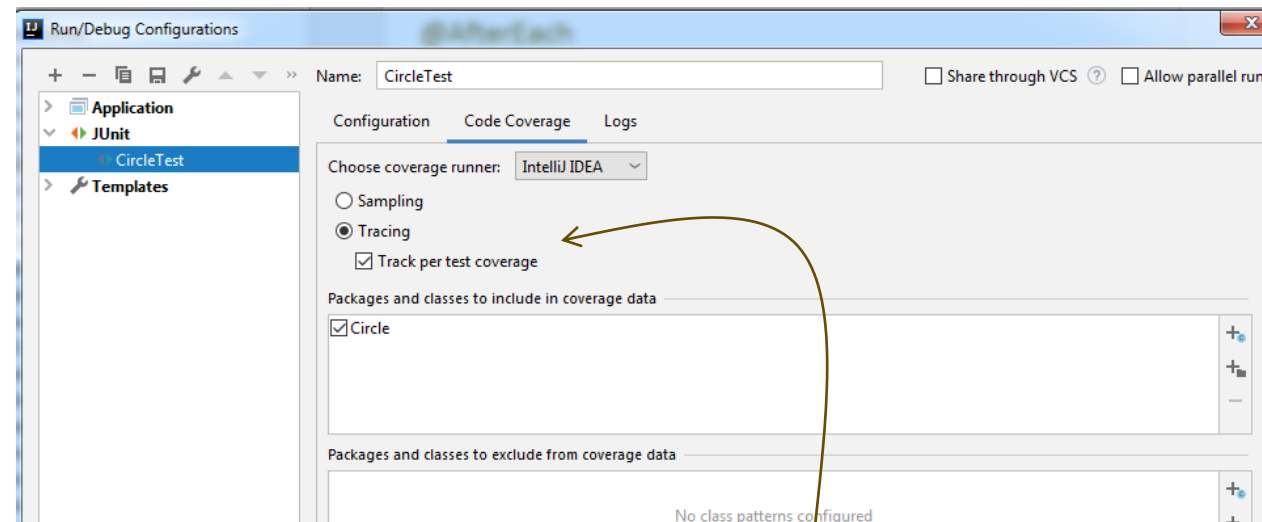 @AfterEach
Run/Debug Configurations
Name: CircleTest
Share through VCS ? Allow parallel run
Application
JUnit
CircleTest
Templates
Configuration Code Coverage Logs
Choose coverage runner: IntelliJ IDEA
Sampling
Tracing
Track per test coverage
Packages and classes to include in coverage data
Circle
Packages and classes to exclude from coverage data
No class patterns configured